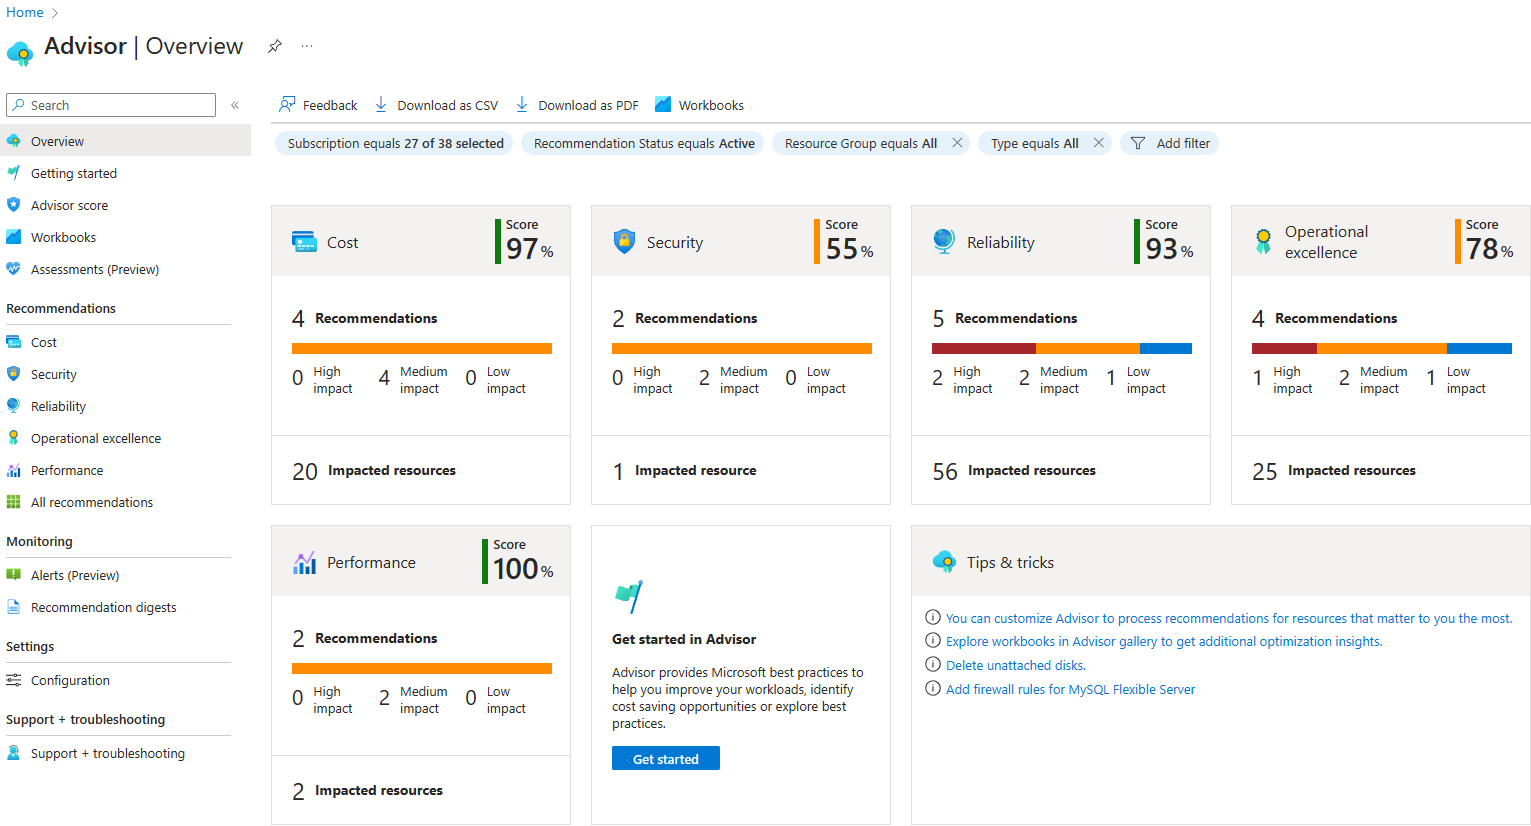 Home
Advisor | Overview
Search
Overview
Getting started
Advisor score
Workbooks
Assessments (Preview)
Recommendations
Cost
Security
Reliability
Operational excellence
Performance
All recommendations
Monitoring
Alerts (Preview)
Recommendation digests
Settings
Configuration
Support + troubleshooting
Support + troubleshooting
Feedback
Download as CSV
Download as PDF
Workbooks
Subscription equals 27 of 38 selected
Recommendation Status equals Active
Resource Group equals All
Type equals All
Add filter
Cost
Score
97 %
4 Recommendations
0 High impact
4 Medium impact
0 Low impact
20 Impacted resources
Security
Score
55 %
2 Recommendations
0 High impact
2 Medium impact
0 Low impact
1 Impacted resource
Reliability
Score
93 %
5 Recommendations
2 High impact
2 Medium impact
1 Low impact
56 Impacted resources
Operational
excellence
Score
78 %
4 Recommendations
1 High impact
2 Medium impact
1 Low impact
25 Impacted resources
Performance
Score
100 %
2 Recommendations
0 High impact
2 Medium impact
0 Low impact
2 Impacted resources
Get started in Advisor
Advisor provides Microsoft best practices to
help you improve your workloads, identify
cost saving opportunities or explore best
practices.
Get started
Tips & tricks
You can customize Advisor to process recommendations for resources that matter to you the most.
Explore workbooks in Advisor gallery to get additional optimization insights.
Delete unattached disks.
Add firewall rules for MySQL Flexible Server